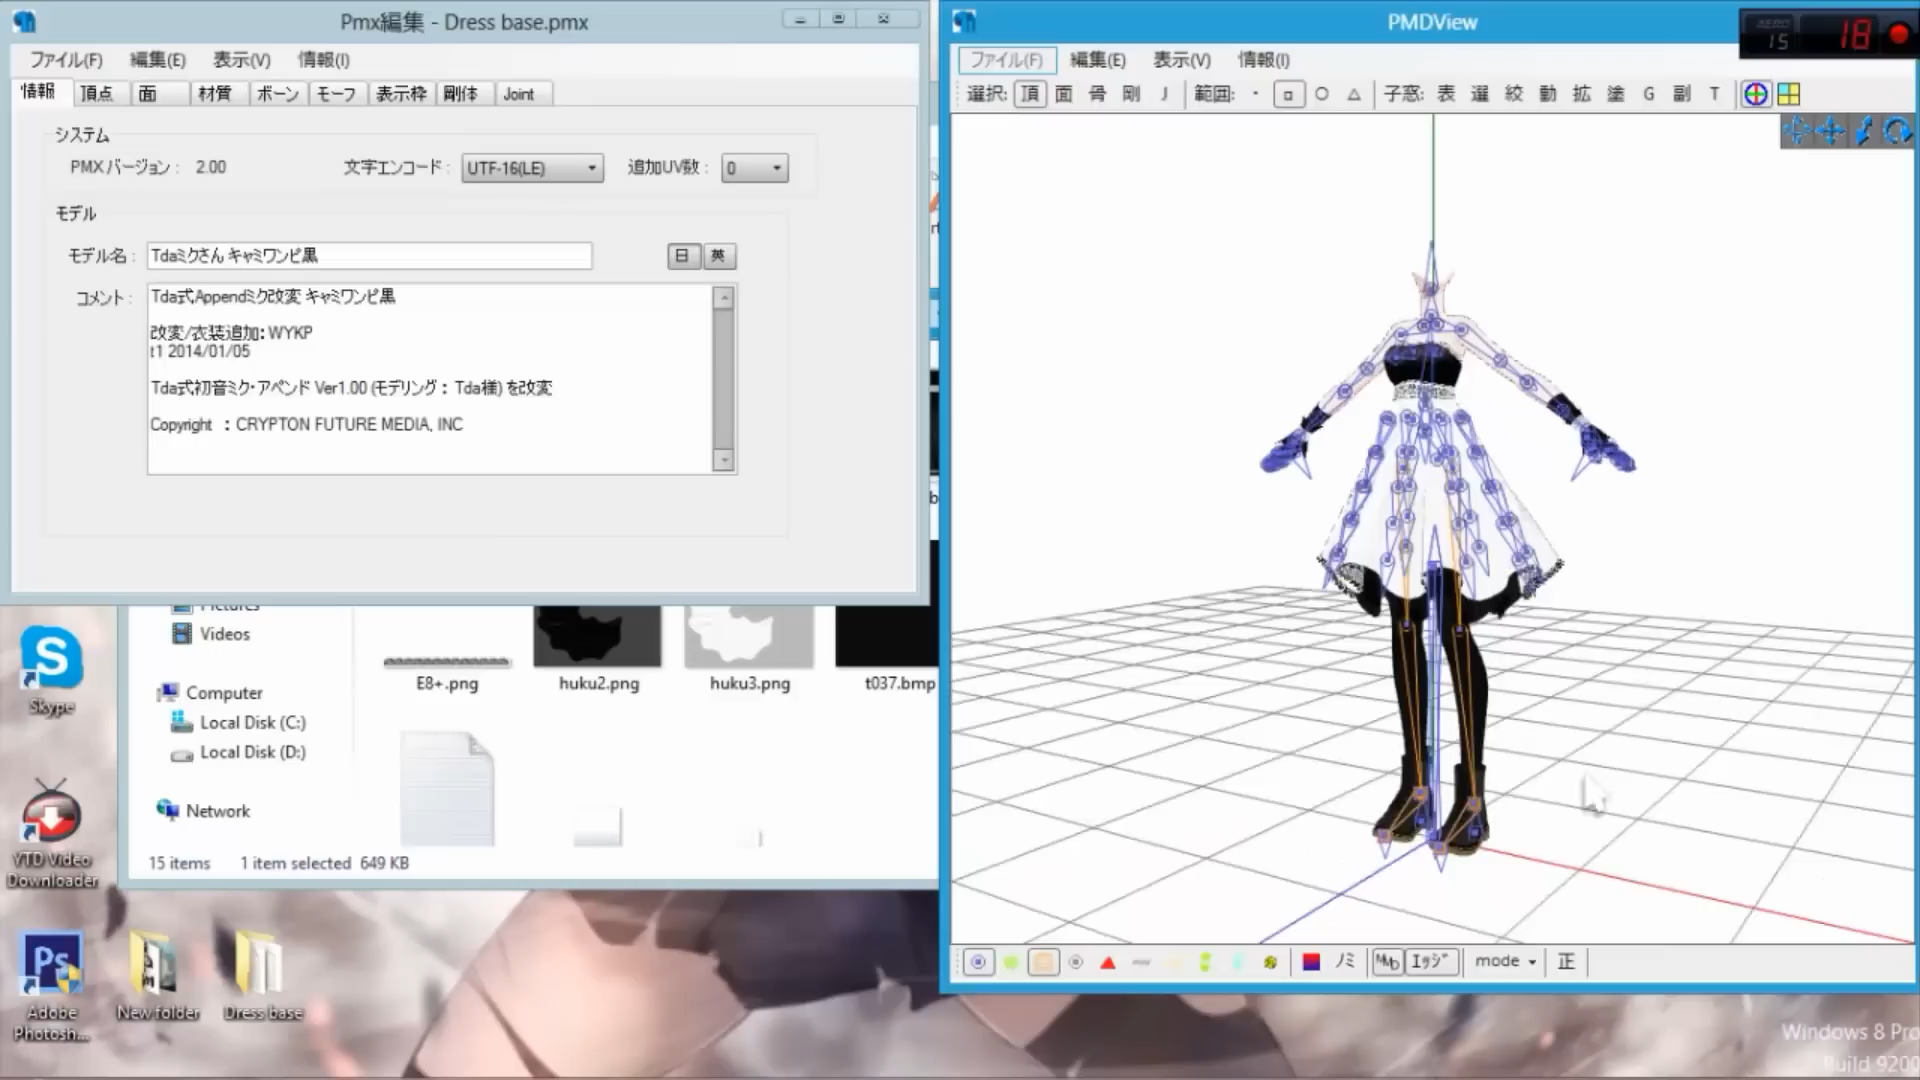 Pmx編集 - Dress base.pmx
ファイル(F) 編集(E) 表示(V) 情報(I)
情報 頂点 面 材質 ボーン モーフ 表示枠 剛体 Joint
システム
PMXバージョン : 2.00 文字エンコード : UTF-16(LE) 追加UV数 : 0
モデル
モデル名 : Tdaミクさん キャミワンピ黒 日 英
コメント : Tda式Appendミク改変 キャミワンピ黒
改変/衣装追加: WYKP
t1 2014/01/05
Tda式初音ミク・アペンド Ver1.00 (モデリング : Tda様) を改変
Copyright : CRYPTON FUTURE MEDIA, INC
PMDView
15 18
ファイル(F) 編集(E) 表示(V) 情報(I)
選択: 頂 面 骨 剛 J 範囲: 子窓: 表 選 絞 動 拡 塗 G 副 T
MMD エッジ mode 正
Pictures
Videos
Computer
Local Disk (C:)
Local Disk (D:)
Network
E8+.png huku2.png huku3.png t037.bmp
15 items 1 item selected 649 KB
Skype
YTD Video
Downloader
Ps
Adobe
Photosh...
New folder
Dress base
Windows 8 Pro
Build 9200